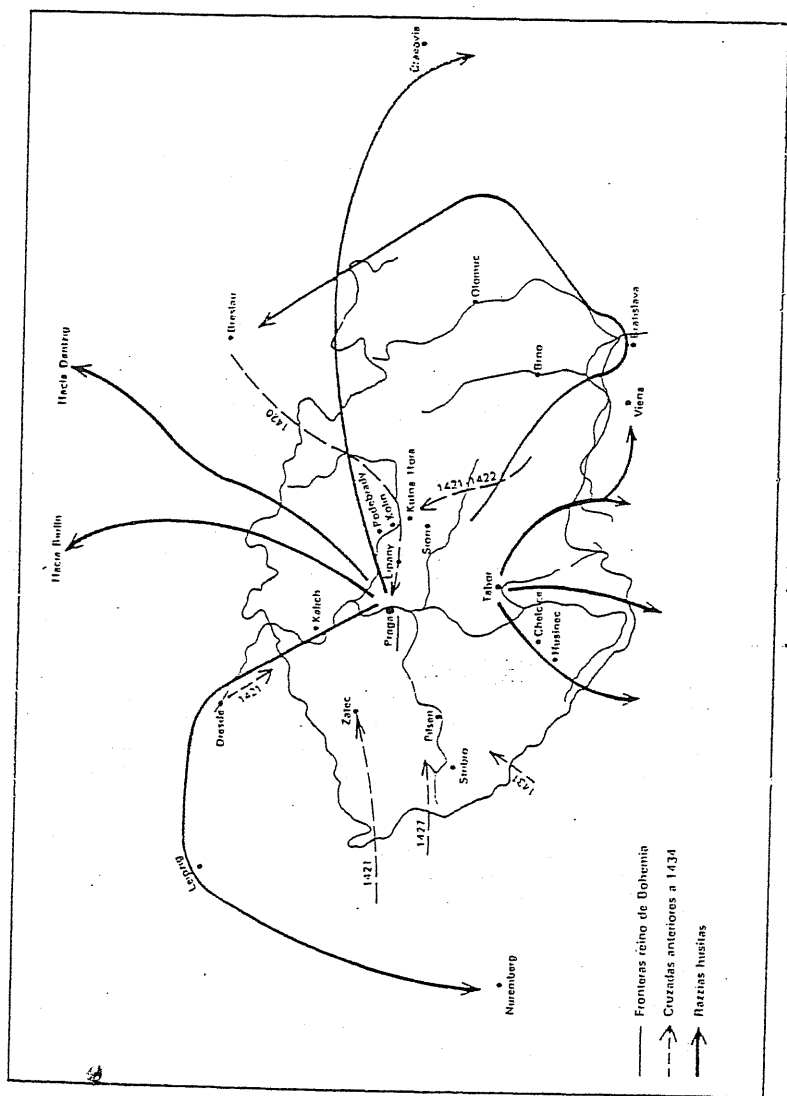 Hacia Berlin
Hacia Dantzig
Cracovia
Breslau
1420
Leipzig
Dresde
1421
Kalich
Podebrady
Kolin
Lipany
Praga
Kutna Hora
Sion
1421-1422
Olomuc
Brno
Zatec
1421
Pilsen
1427
Stribro
1431
Tabor
Chelcice
Husinec
Viena
Bratislava
Nuremberg
Fronteras reino de Bohemia
Cruzadas anteriores a 1434
Razzias husitas